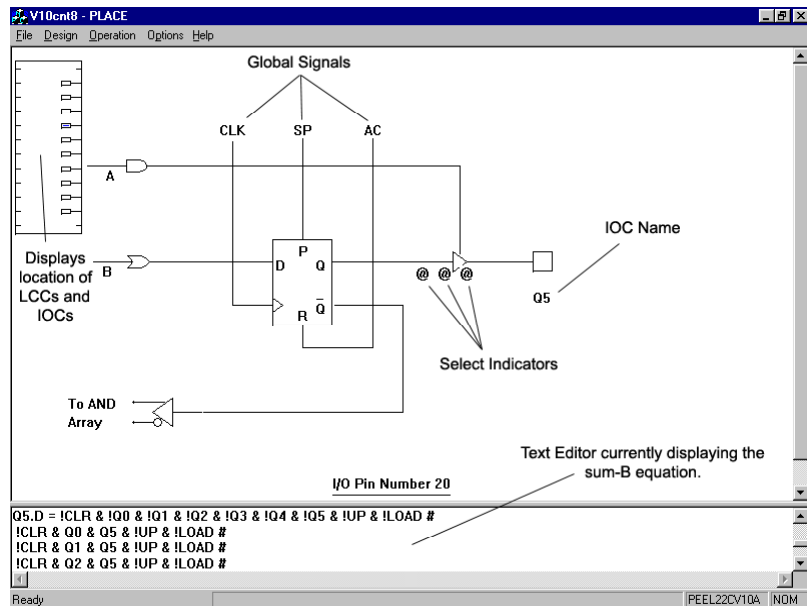 V10cnt8 - PLACE
File Design Operation Options Help
Global Signals
CLK SP AC
A
IOC Name
Displays
location of
LCCs and
IOCs
B
P
D Q
Q̅
R
@ @ @
Q5
Select Indicators
To AND
Array
Text Editor currently displaying the
sum-B equation.
I/O Pin Number 20
Q5.D = !CLR & !Q0 & !Q1 & !Q2 & !Q3 & !Q4 & !Q5 & !UP & !LOAD #
!CLR & Q0 & Q5 & !UP & !LOAD #
!CLR & Q1 & Q5 & !UP & !LOAD #
!CLR & Q2 & Q5 & !UP & !LOAD #
Ready PEEL22CV10A NOM